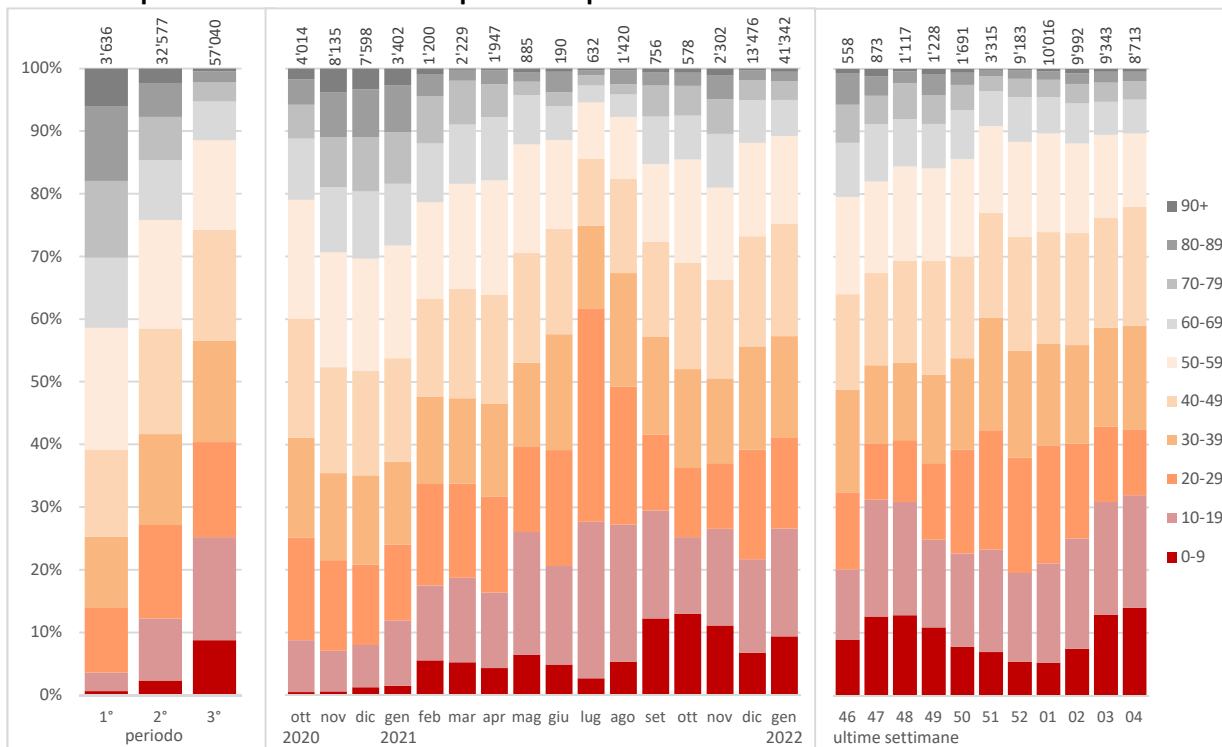 3'636 32'577 57'040
4'014 8'135 7'598 3'402 1'200 2'229 1'947 885 190 632 1'420 756 578 2'302 13'476 41'342
558 873 1'117 1'228 1'691 3'315 9'183 10'016 9'992 9'343 8'713
100%
90%
80%
70%
60%
50%
40%
30%
20%
10%
0%
1° 2° 3°
periodo
ott nov dic gen feb mar apr mag giu lug ago set ott nov dic gen
2020 2021 2022
46 47 48 49 50 51 52 01 02 03 04
ultime settimane
90+
80-89
70-79
60-69
50-59
40-49
30-39
20-29
10-19
0-9